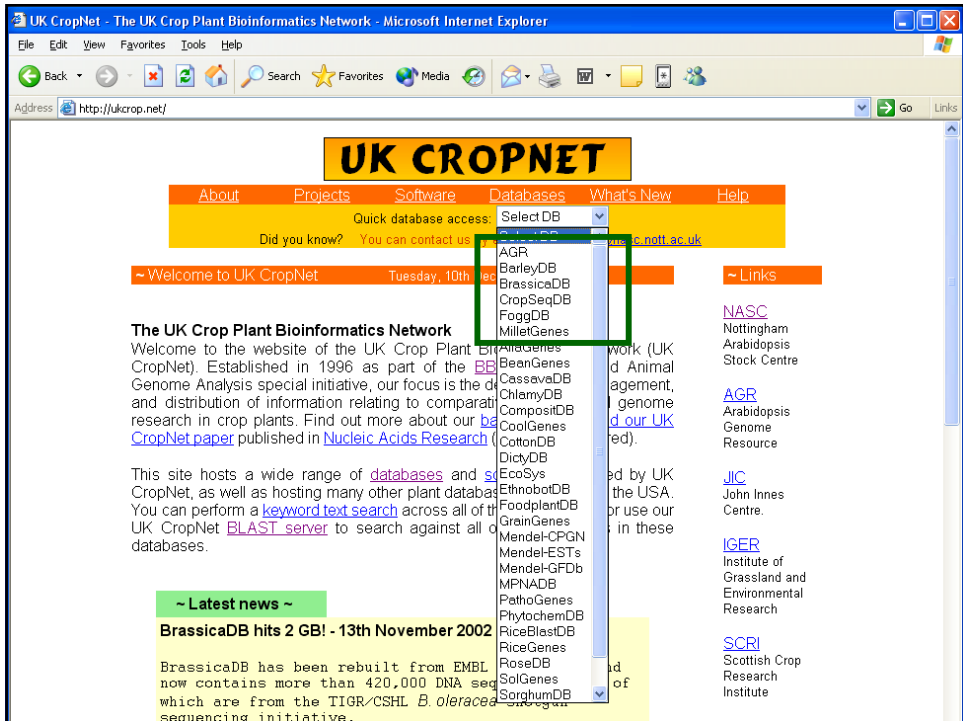 UK CropNet - The UK Crop Plant Bioinformatics Network - Microsoft Internet Explorer
File Edit View Favorites Tools Help
Back Search Favorites Media
Address http://ukcrop.net/ Go Links
UK CROPNET
About Projects Software Databases What's New Help
Quick database access: Select DB
Did you know? You can contact us by @nasc.nott.ac.uk
~ Welcome to UK CropNet Tuesday, 10th
The UK Crop Plant Bioinformatics Network
Welcome to the website of the UK Crop Plant (UK
CropNet). Established in 1996 as part of the Animal
Genome Analysis special initiative, our focus is the
and distribution of information relating to genome
research in crop plants. Find out more about our our UK
CropNet paper published in Nucleic Acids Research
This site hosts a wide range of databases and by UK
CropNet, as well as hosting many other plant the USA.
You can perform a keyword text search across all of or use our
UK CropNet BLAST server to search against all in these
databases.
~ Latest news ~
BrassicaDB hits 2 GB! - 13th November 2002
BrassicaDB has been rebuilt from EMBL
now contains more than 420,000 DNA of
which are from the TIGR/CSHL B. oleracea shotgun
sequencing initiative.
Select DB
AGR
BarleyDB
BrassicaDB
CropSeqDB
FoggDB
MilletGenes
AlfaGenes
BeanGenes
CassavaDB
ChlamyDB
CompositDB
CoolGenes
CottonDB
DictyDB
EcoSys
EthnobotDB
FoodplantDB
GrainGenes
Mendel-CPGN
Mendel-ESTs
Mendel-GFDb
MPNADB
PathoGenes
PhytochemDB
RiceBlastDB
RiceGenes
RoseDB
SolGenes
SorghumDB
~ Links
NASC
Nottingham
Arabidopsis
Stock Centre
AGR
Arabidopsis
Genome
Resource
JIC
John Innes
Centre.
IGER
Institute of
Grassland and
Environmental
Research
SCRI
Scottish Crop
Research
Institute